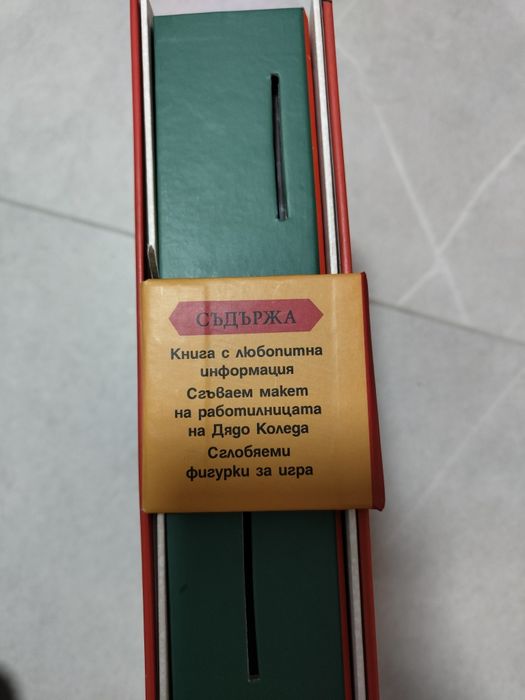 СЪДЪРЖА
Книга с любопитна
информация
Сгъваем макет
на работилницата
на Дядо Коледа
Сглобяеми
фигурки за игра